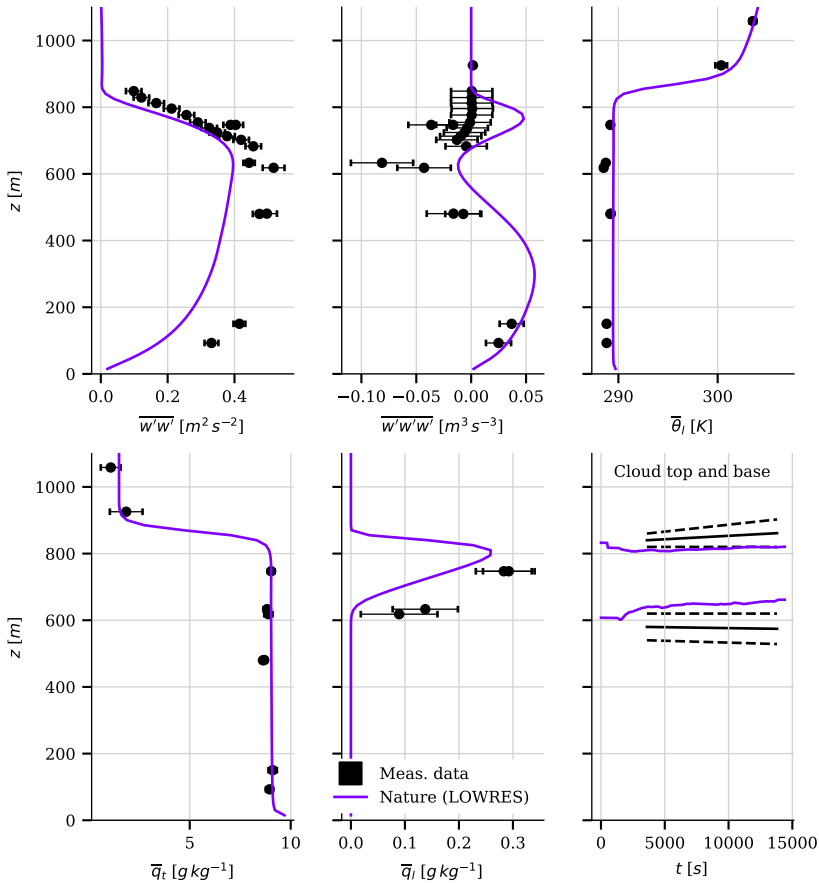 1000
800
600
400
200
0
z [m]
0.0 0.2 0.4
w′w′ [m² s⁻²]
−0.10 −0.05 0.00 0.05
w′w′w′ [m³ s⁻³]
290 300
θ̅_l [K]
1000
800
600
400
200
0
z [m]
5 10
q̅_t [g kg⁻¹]
Meas. data
Nature (LOWRES)
0.0 0.1 0.2 0.3
q̅_l [g kg⁻¹]
Cloud top and base
0 5000 10000 15000
t [s]